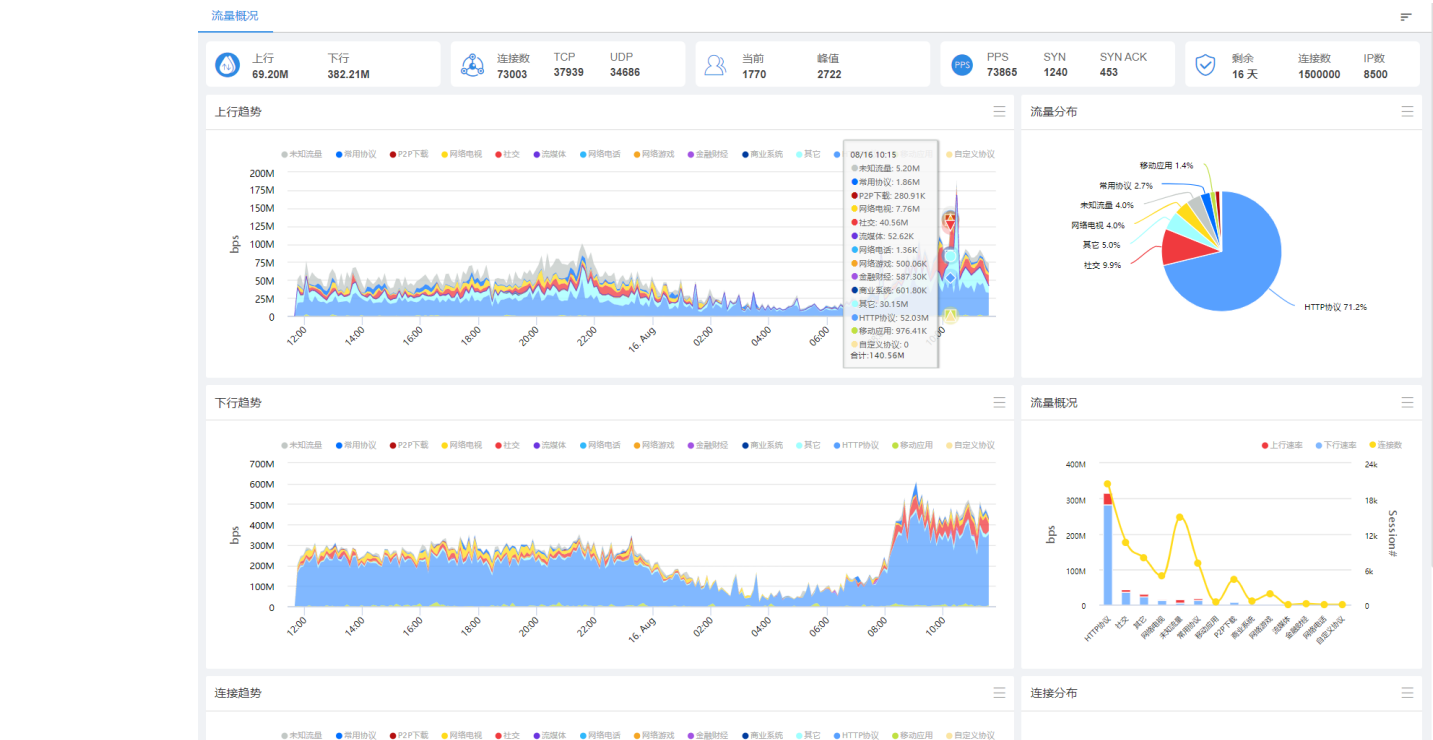 流量概况
上行 下行
69.20M 382.21M
连接数 TCP UDP
73003 37939 34686
当前 峰值
1770 2722
PPS
PPS SYN SYN ACK
73865 1240 453
剩余 连接数 IP数
16 天 1500000 8500
上行趋势
未知流量 常用协议 P2P下载 网络电视 社交 流媒体 网络电话 网络游戏 金融财经 商业系统 其它 自定义协议
200M
175M
150M
125M
100M
75M
50M
25M
0
bps
12:00 14:00 16:00 18:00 20:00 22:00 16. Aug 02:00 04:00 06:00 10:00
08/16 10:15
未知流量: 5.20M
常用协议: 1.86M
P2P下载: 280.91K
网络电视: 7.76M
社交: 40.56M
流媒体: 52.62K
网络电话: 1.36K
网络游戏: 500.06K
金融财经: 587.30K
商业系统: 601.80K
其它: 30.15M
HTTP协议: 52.03M
移动应用: 976.41K
自定义协议: 0
合计:140.56M
流量分布
移动应用 1.4%
常用协议 2.7%
未知流量 4.0%
网络电视 4.0%
其它 5.0%
社交 9.9%
HTTP协议 71.2%
下行趋势
未知流量 常用协议 P2P下载 网络电视 社交 流媒体 网络电话 网络游戏 金融财经 商业系统 其它 HTTP协议 移动应用 自定义协议
700M
600M
500M
400M
300M
200M
100M
0
bps
12:00 14:00 16:00 18:00 20:00 22:00 16. Aug 02:00 04:00 06:00 08:00 10:00
流量概况
上行速率 下行速率 连接数
400M 24k
300M 18k
200M 12k
100M 6k
0 0
bps
Session#
HTTP协议 社交 其它 网络电视 未知流量 常用协议 移动应用 P2P下载 商业系统 网络游戏 流媒体 金融财经 网络电话 自定义协议
连接趋势
未知流量 常用协议 P2P下载 网络电视 社交 流媒体 网络电话 网络游戏 金融财经 商业系统 其它 HTTP协议 移动应用 自定义协议
连接分布